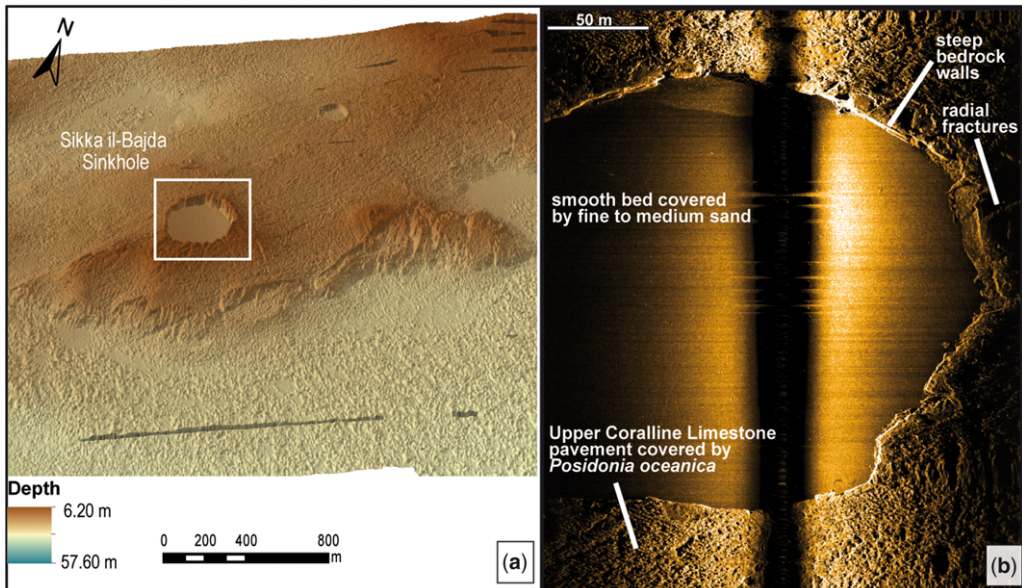 N
Sikka il-Bajda
Sinkhole
Depth
6.20 m
57.60 m
0 200 400 800
m
(a)
50 m
steep
bedrock
walls
radial
fractures
smooth bed covered
by fine to medium sand
Upper Coralline Limestone
pavement covered by
Posidonia oceanica
(b)